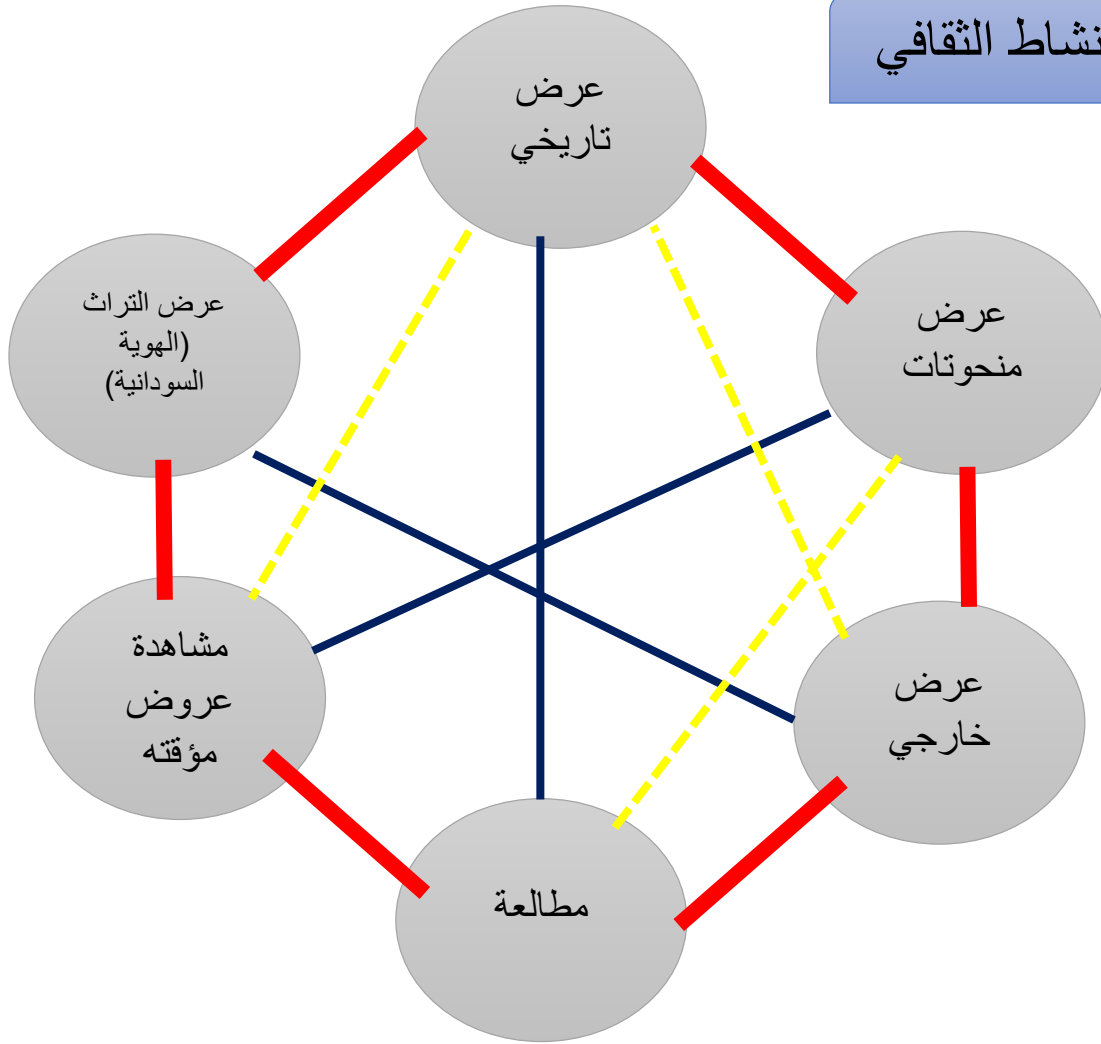 نشاط الثقافي
عرض
تاريخي
عرض
منحوتات
عرض التراث
(الهوية
السودانية)
مشاهدة
عروض
مؤقته
عرض
خارجي
مطالعة